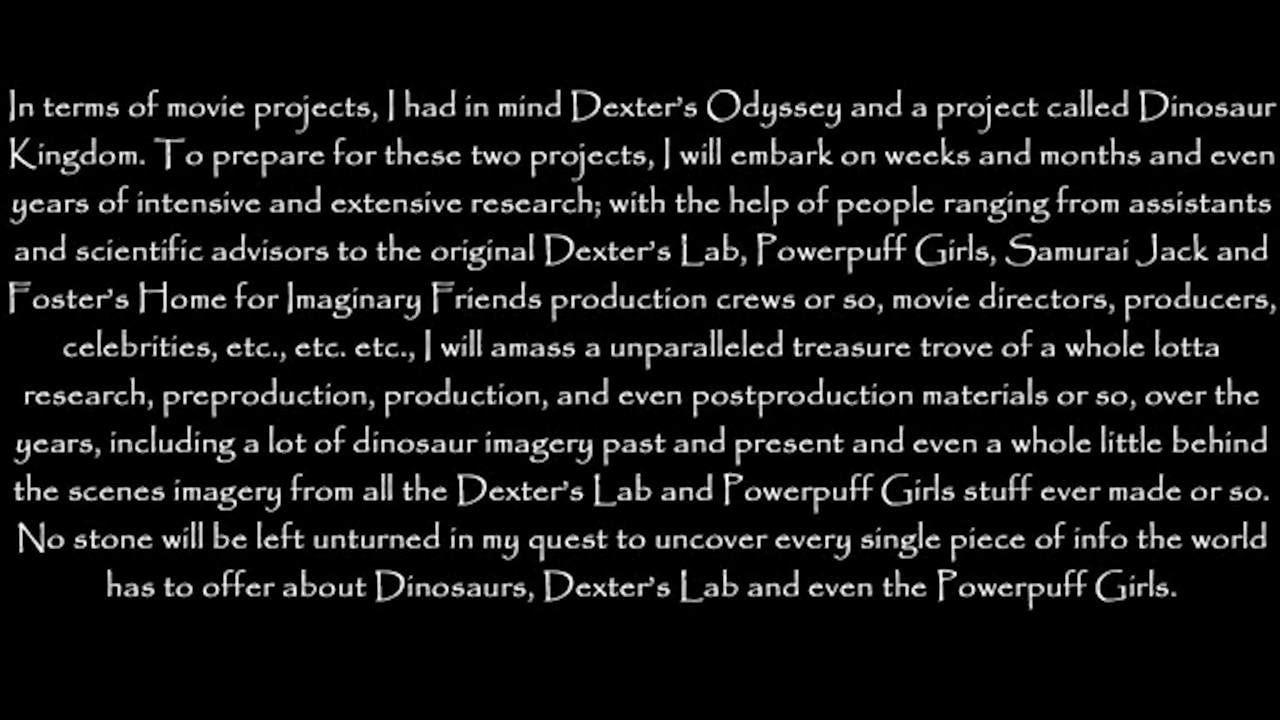 In terms of movie projects, I had in mind Dexter's Odyssey and a project called Dinosaur
Kingdom. To prepare for these two projects, I will embark on weeks and months and even
years of intensive and extensive research; with the help of people ranging from assistants
and scientific advisors to the original Dexter's Lab, Powerpuff Girls, Samurai Jack and
Foster's Home for Imaginary Friends production crews or so, movie directors, producers,
celebrities, etc., etc. etc., I will amass a unparalleled treasure trove of a whole lotta
research, preproduction, production, and even postproduction materials or so, over the
years, including a lot of dinosaur imagery past and present and even a whole little behind
the scenes imagery from all the Dexter's Lab and Powerpuff Girls stuff ever made or so.
No stone will be left unturned in my quest to uncover every single piece of info the world
has to offer about Dinosaurs, Dexter's Lab and even the Powerpuff Girls.